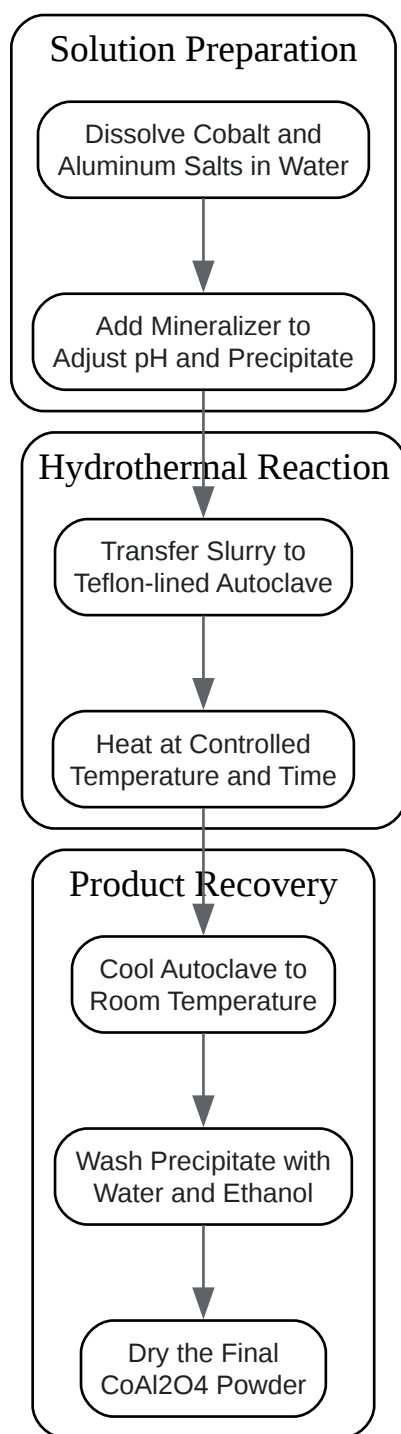 Solution Preparation
Dissolve Cobalt and
Aluminum Salts in Water
Add Mineralizer to
Adjust pH and Precipitate
Hydrothermal Reaction
Transfer Slurry to
Teflon-lined Autoclave
Heat at Controlled
Temperature and Time
Product Recovery
Cool Autoclave to
Room Temperature
Wash Precipitate with
Water and Ethanol
Dry the Final
CoAl2O4 Powder